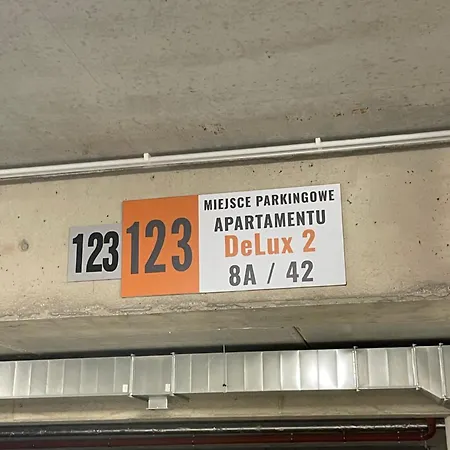 123
123
MIEJSCE PARKINGOWE
APARTAMENTU
DeLux 2
8A / 42